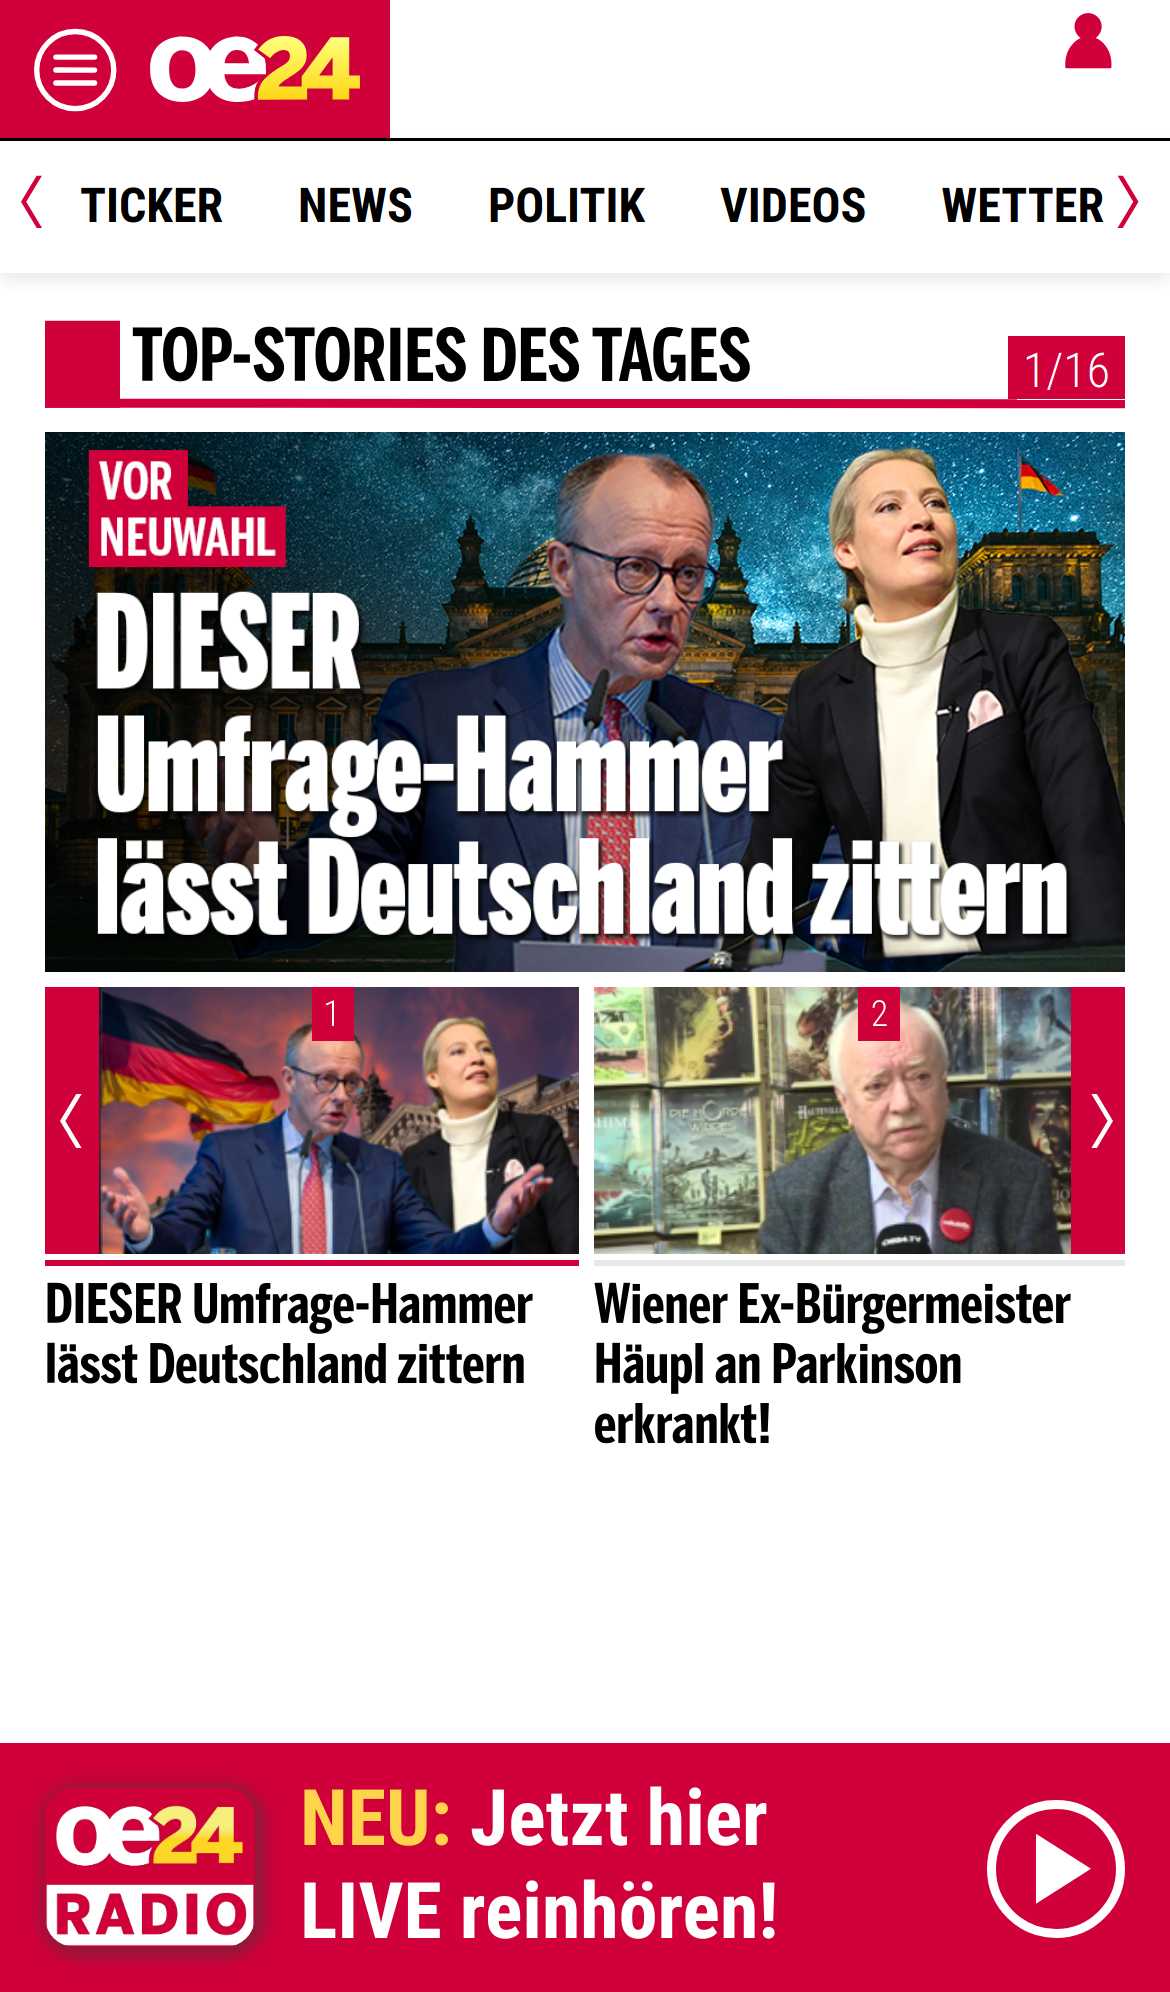 oe24
TICKER NEWS POLITIK VIDEOS WETTER
TOP-STORIES DES TAGES
1/16
VOR
NEUWAHL
DIESER
Umfrage-Hammer
lässt Deutschland zittern
1
2
DIESER Umfrage-Hammer
lässt Deutschland zittern
Wiener Ex-Bürgermeister
Häupl an Parkinson
erkrankt!
oe24
RADIO
NEU: Jetzt hier
LIVE reinhören!